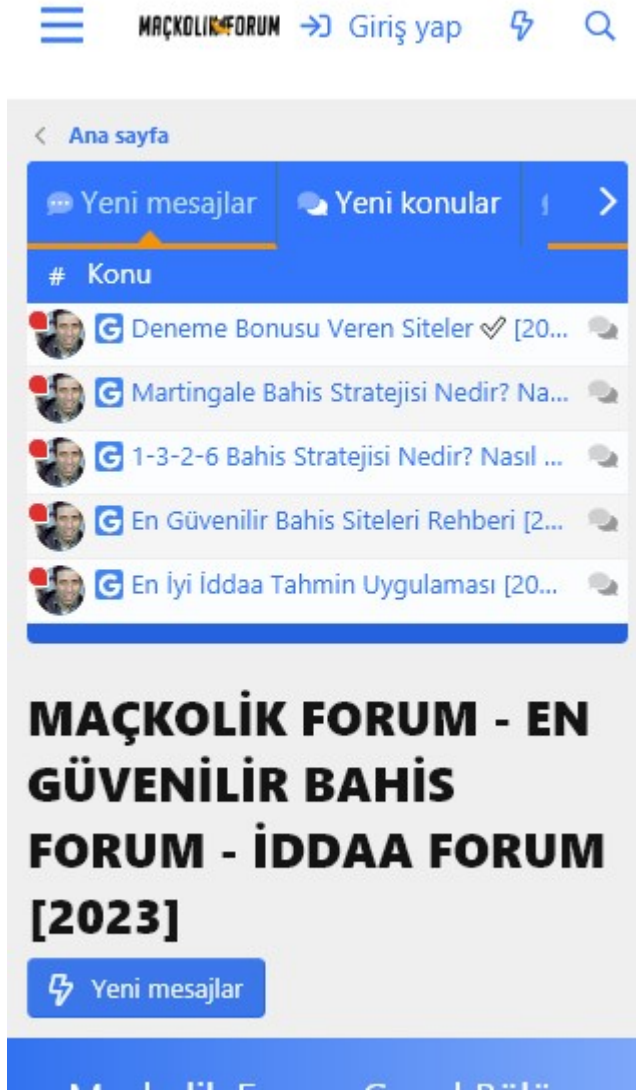 MAÇKOLİK FORUM Giriş yap
Ana sayfa
Yeni mesajlar Yeni konular
# Konu
G Deneme Bonusu Veren Siteler ✅ [20...
G Martingale Bahis Stratejisi Nedir? Na...
G 1-3-2-6 Bahis Stratejisi Nedir? Nasıl ...
G En Güvenilir Bahis Siteleri Rehberi [2...
G En İyi İddaa Tahmin Uygulaması [20...
MAÇKOLİK FORUM - EN
GÜVENİLİR BAHİS
FORUM - İDDAA FORUM
[2023]
Yeni mesajlar